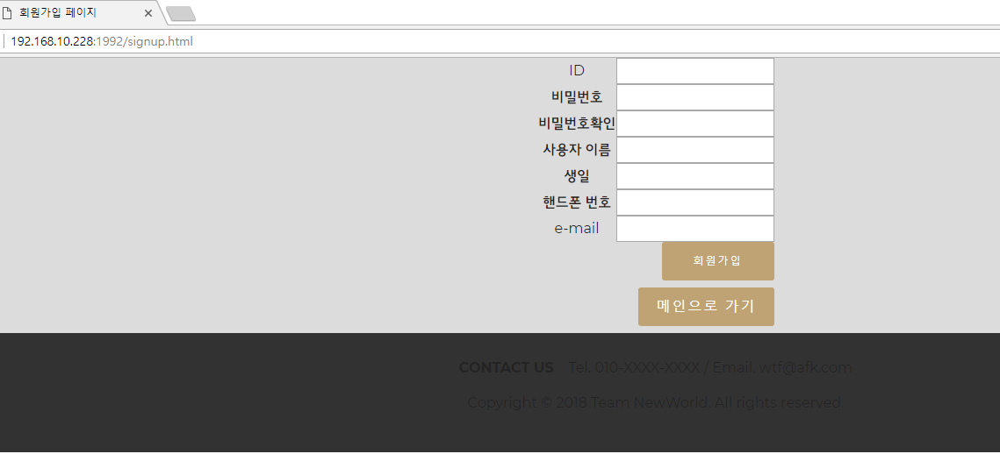 회원가입 페이지
192.168.10.228:1992/signup.html
ID
비밀번호
비밀번호확인
사용자 이름
생일
핸드폰 번호
e-mail
회원가입
메인으로 가기
CONTACT US Tel. 010-XXXX-XXXX / Email. wtf@afk.com
Copyright © 2018 Team NewWorld. All rights reserved.